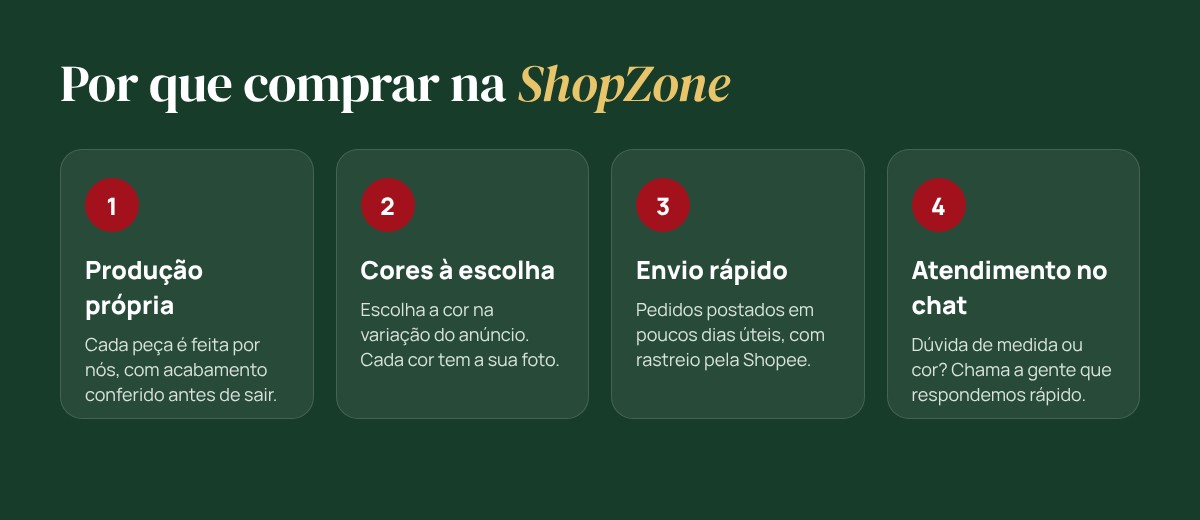 Por que comprar na ShopZone
1
Produção
própria
Cada peça é feita por
nós, com acabamento
conferido antes de sair.
2
Cores à escolha
Escolha a cor na
variação do anúncio.
Cada cor tem a sua foto.
3
Envio rápido
Pedidos postados em
poucos dias úteis, com
rastreio pela Shopee.
4
Atendimento no
chat
Dúvida de medida ou
cor? Chama a gente que
respondemos rápido.